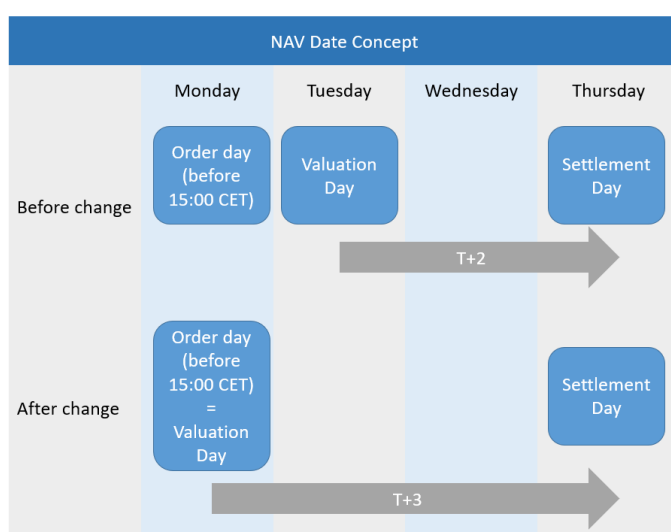 NAV Date Concept
Monday
Tuesday
Wednesday
Thursday
Before change
Order day
(before
15:00 CET)
Valuation
Day
Settlement
Day
T+2
After change
Order day
(before
15:00 CET)
=
Valuation
Day
Settlement
Day
T+3